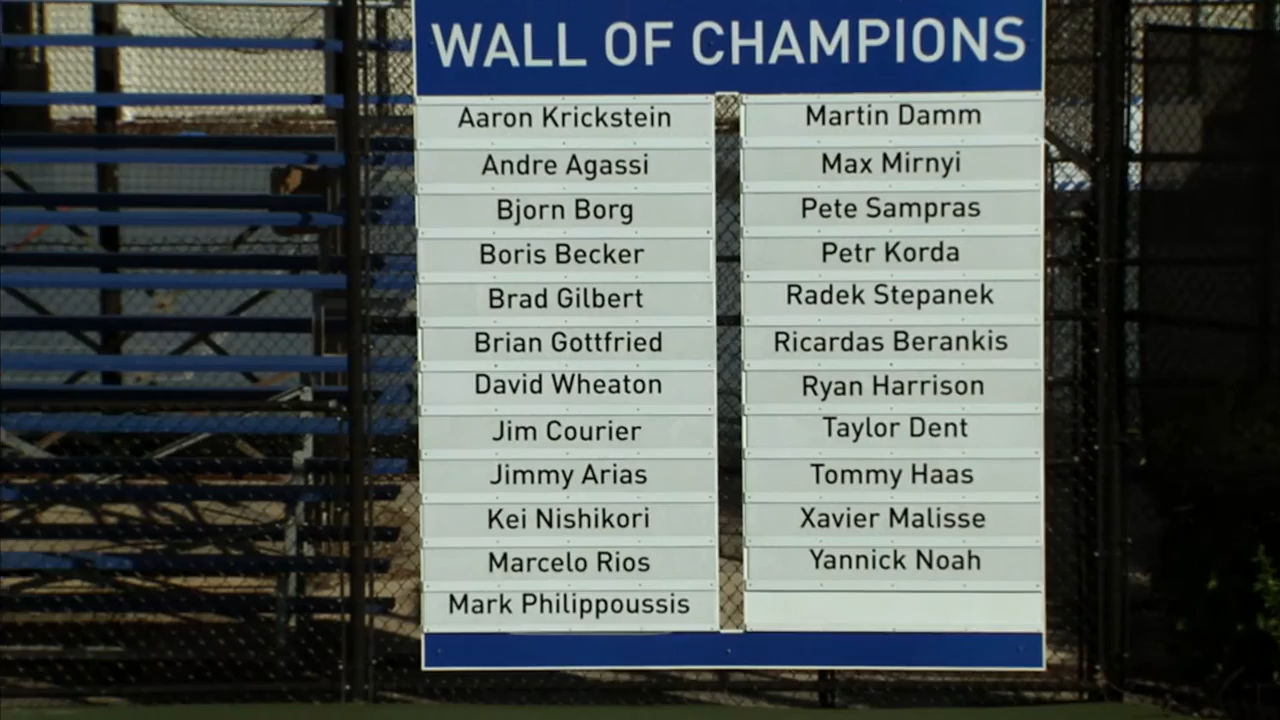 WALL OF CHAMPIONS
Aaron Krickstein
Andre Agassi
Bjorn Borg
Boris Becker
Brad Gilbert
Brian Gottfried
David Wheaton
Jim Courier
Jimmy Arias
Kei Nishikori
Marcelo Rios
Mark Philippoussis
Martin Damm
Max Mirnyi
Pete Sampras
Petr Korda
Radek Stepanek
Ricardas Berankis
Ryan Harrison
Taylor Dent
Tommy Haas
Xavier Malisse
Yannick Noah